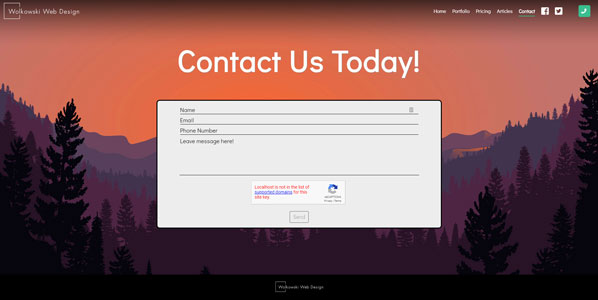 Wolkowski Web Design
Home Portfolio Pricing Articles Contact
Contact Us Today!
Name
Email
Phone Number
Leave message here!
Localhost is not in the list of
supported domains for this
site key.
reCAPTCHA
Privacy - Terms
Send
Wolkowski Web Design